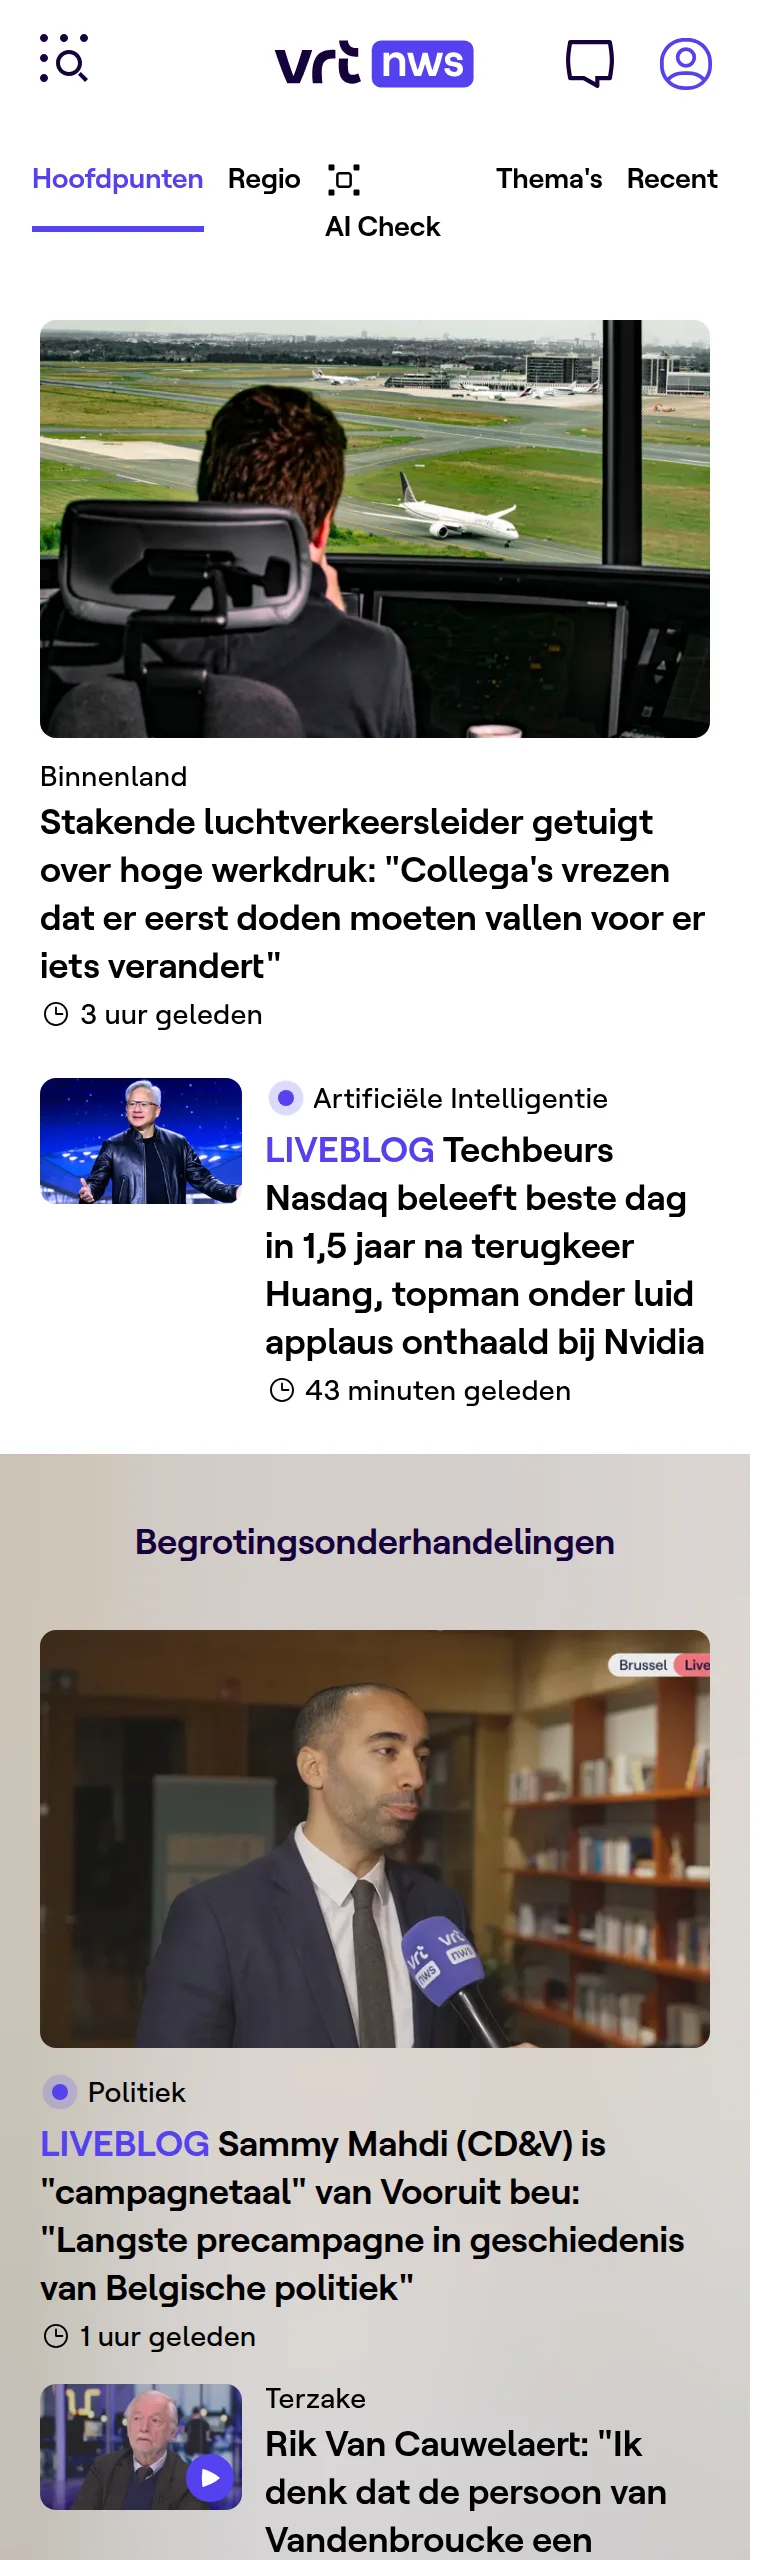 vrt nws
Hoofdpunten Regio AI Check Thema's Recent
Binnenland
Stakende luchtverkeersleider getuigt
over hoge werkdruk: "Collega's vrezen
dat er eerst doden moeten vallen voor er
iets verandert"
3 uur geleden
Artificiële Intelligentie
LIVEBLOG Techbeurs
Nasdaq beleeft beste dag
in 1,5 jaar na terugkeer
Huang, topman onder luid
applaus onthaald bij Nvidia
43 minuten geleden
Begrotingsonderhandelingen
Brussel Live
vrt vrt
nws nws
Politiek
LIVEBLOG Sammy Mahdi (CD&V) is
"campagnetaal" van Vooruit beu:
"Langste precampagne in geschiedenis
van Belgische politiek"
1 uur geleden
Terzake
Rik Van Cauwelaert: "Ik
denk dat de persoon van
Vandenbroucke een